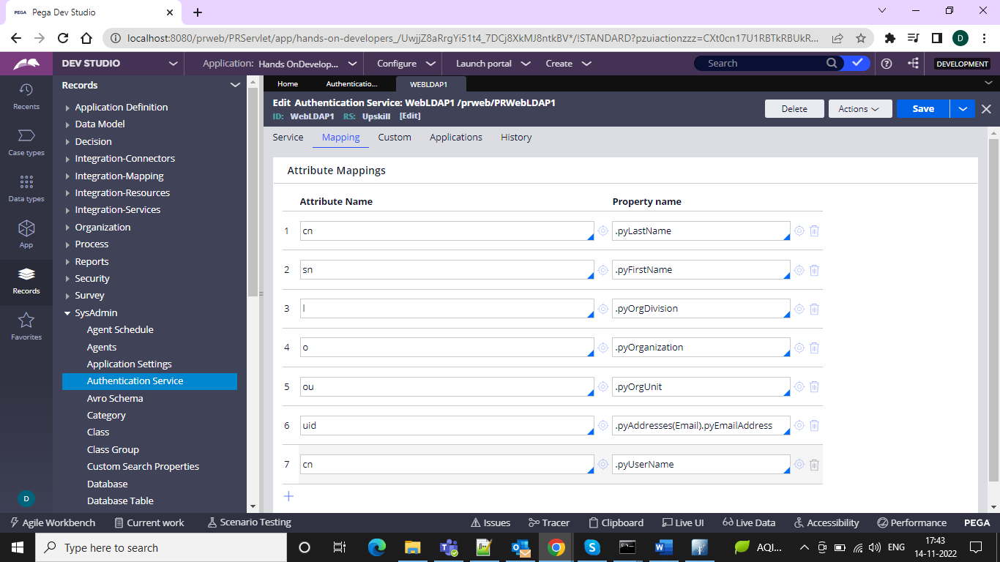 PEGA Pega Dev Studio
localhost:8080/prweb/PRServlet/app/hands-on-developers_/UwjjZ8aRrgYi51t4_7DCj8XkMJ8ntkBV*/!STANDARD?pzuiactionzzz=CXt0cn17U1RBTkRBUkR...
D
DEV STUDIO
Application: Hands OnDevelop...
Configure
Launch portal
Create
Search
DEVELOPMENT
Recents
Case types
Data types
App
Records
Favorites
D
Records
Application Definition
Data Model
Decision
Integration-Connectors
Integration-Mapping
Integration-Resources
Integration-Services
Organization
Process
Reports
Security
Survey
SysAdmin
Agent Schedule
Agents
Application Settings
Authentication Service
Avro Schema
Category
Class
Class Group
Custom Search Properties
Database
Database Table
Home Authenticatio... WEBLDAP1
Edit Authentication Service: WebLDAP1 /prweb/PRWebLDAP1
ID: WebLDAP1 RS: Upskill [Edit]
Delete Actions Save
Service Mapping Custom Applications History
Attribute Mappings
Attribute Name Property name
1 cn .pyLastName
2 sn .pyFirstName
3 l .pyOrgDivision
4 o .pyOrganization
5 ou .pyOrgUnit
6 uid .pyAddresses(Email).pyEmailAddress
7 cn .pyUserName
Agile Workbench Current work Scenario Testing Issues Tracer Clipboard Live UI Live Data Accessibility Performance PEGA
Type here to search
AQI...
ENG
17:43
14-11-2022